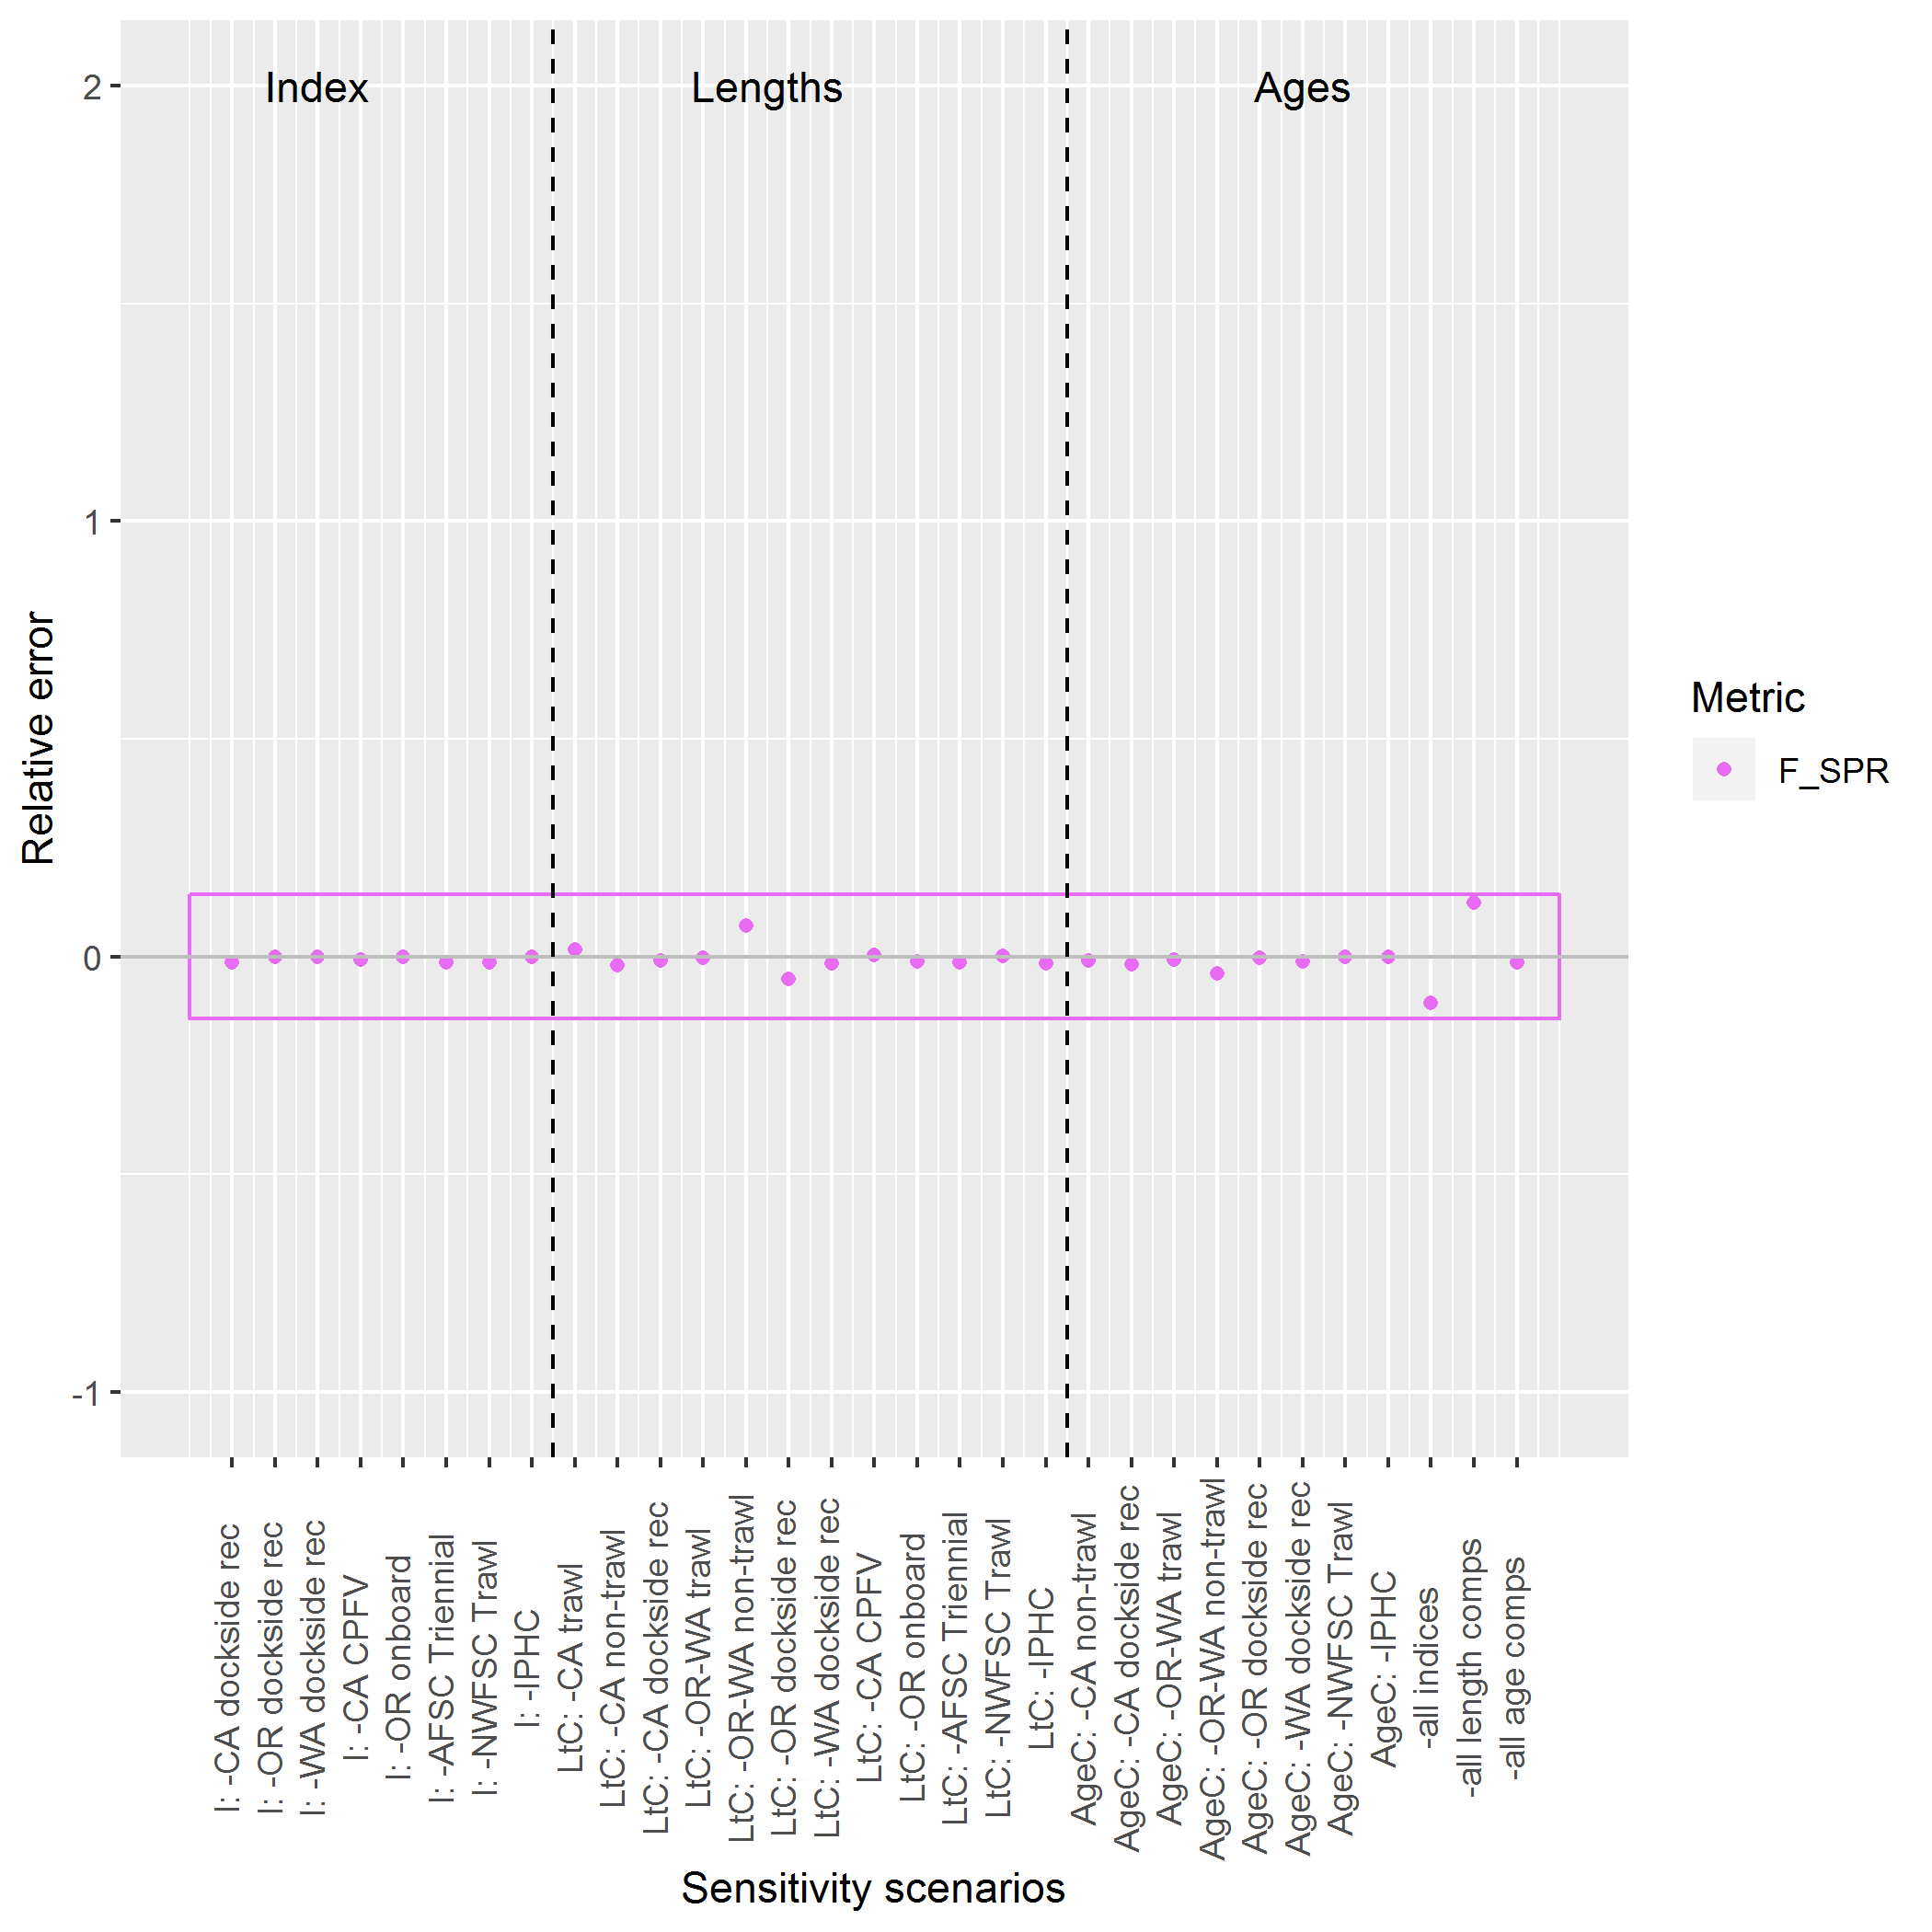 Index
Lengths
Ages
2
1
0
-1
Relative error
Metric
F_SPR
I: -CA dockside rec
I: -OR dockside rec
I: -WA dockside rec
I: -CA CPFV
I: -OR onboard
I: -AFSC Triennial
I: -NWFSC Trawl
I: -IPHC
LtC: -CA trawl
LtC: -CA non-trawl
LtC: -CA dockside rec
LtC: -OR-WA trawl
LtC: -OR-WA non-trawl
LtC: -OR dockside rec
LtC: -WA dockside rec
LtC: -CA CPFV
LtC: -OR onboard
LtC: -AFSC Triennial
LtC: -NWFSC Trawl
LtC: -IPHC
AgeC: -CA non-trawl
AgeC: -CA dockside rec
AgeC: -OR-WA trawl
AgeC: -OR-WA non-trawl
AgeC: -OR dockside rec
AgeC: -WA dockside rec
AgeC: -NWFSC Trawl
AgeC: -IPHC
-all indices
-all length comps
-all age comps
Sensitivity scenarios